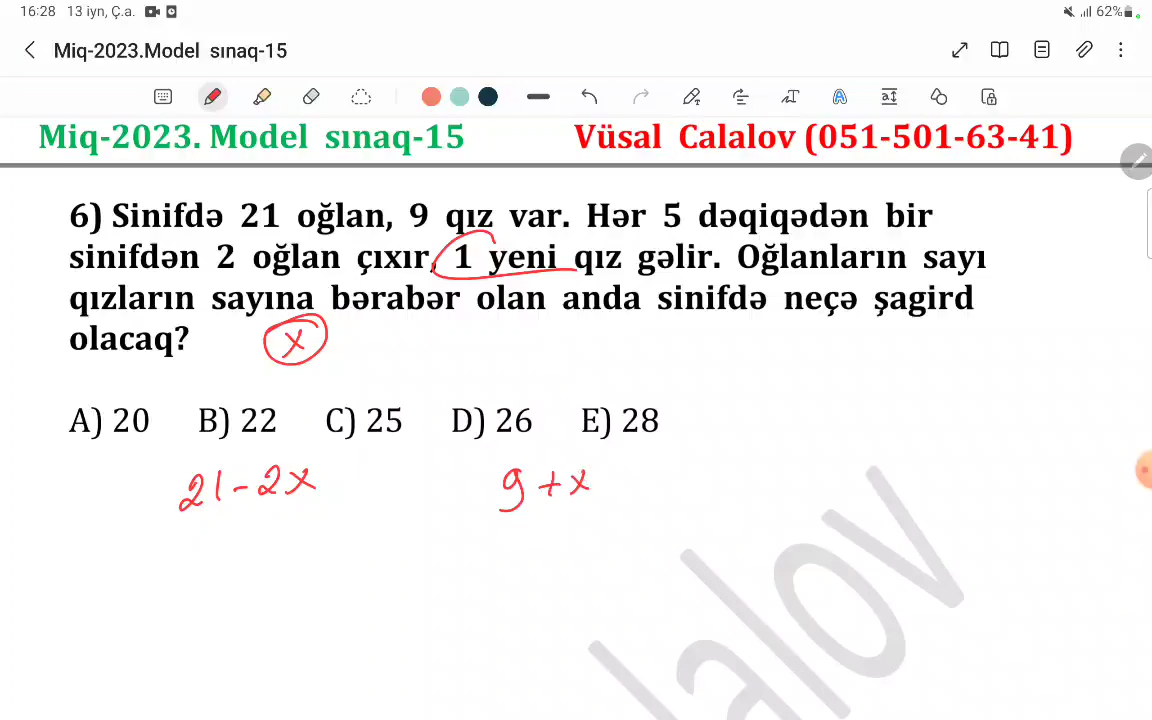 16:28 13 iyn, Ç.a. 62%
Miq-2023.Model sınaq-15
Miq-2023. Model sınaq-15 Vüsal Calalov (051-501-63-41)
6) Sinifdə 21 oğlan, 9 qız var. Hər 5 dəqiqədən bir
sinifdən 2 oğlan çıxır, 1 yeni qız gəlir. Oğlanların sayı
qızların sayına bərabər olan anda sinifdə neçə şagird
olacaq? x
A) 20 B) 22 C) 25 D) 26 E) 28
21-2x 9+x
alov